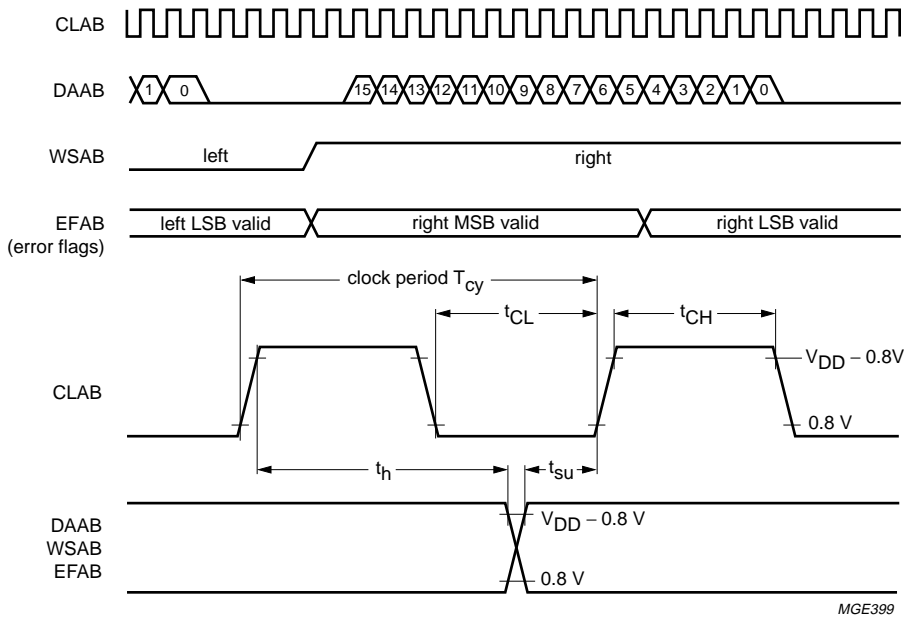 CLAB
DAAB 1 0 15 14 13 12 11 10 9 8 7 6 5 4 3 2 1 0
WSAB left right
EFAB
(error flags)
left LSB valid right MSB valid right LSB valid
clock period Tcy
tCL tCH
VDD – 0.8V
CLAB
0.8 V
th tsu
VDD – 0.8 V
DAAB
WSAB
EFAB
0.8 V
MGE399